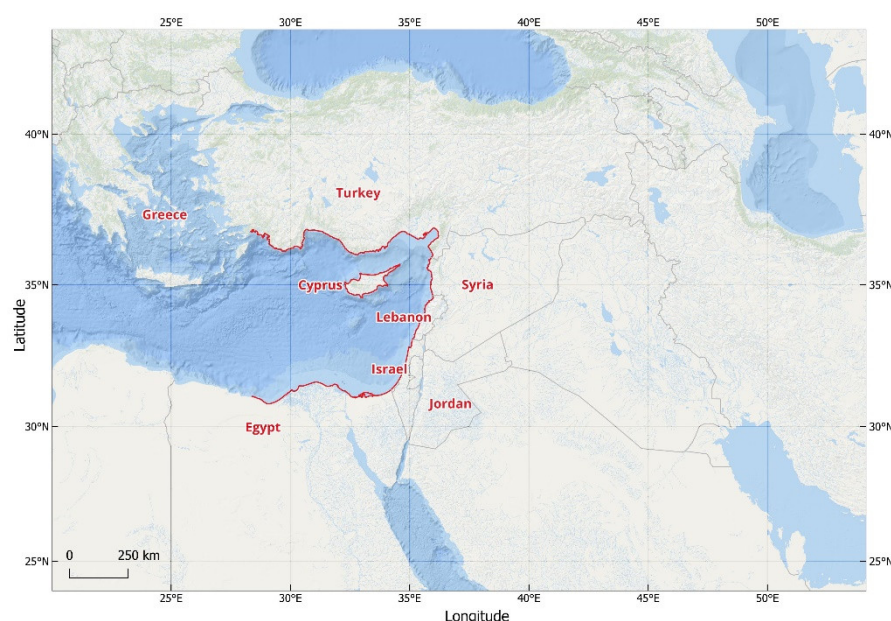 25°E 30°E 35°E 40°E 45°E 50°E
40°N 40°N
Turkey
Greece
35°N Cyprus Syria 35°N
Lebanon
Israel
Jordan
30°N Egypt 30°N
0 250 km
25°N 25°N
25°E 30°E 35°E 40°E 45°E 50°E
Longitude
Latitude